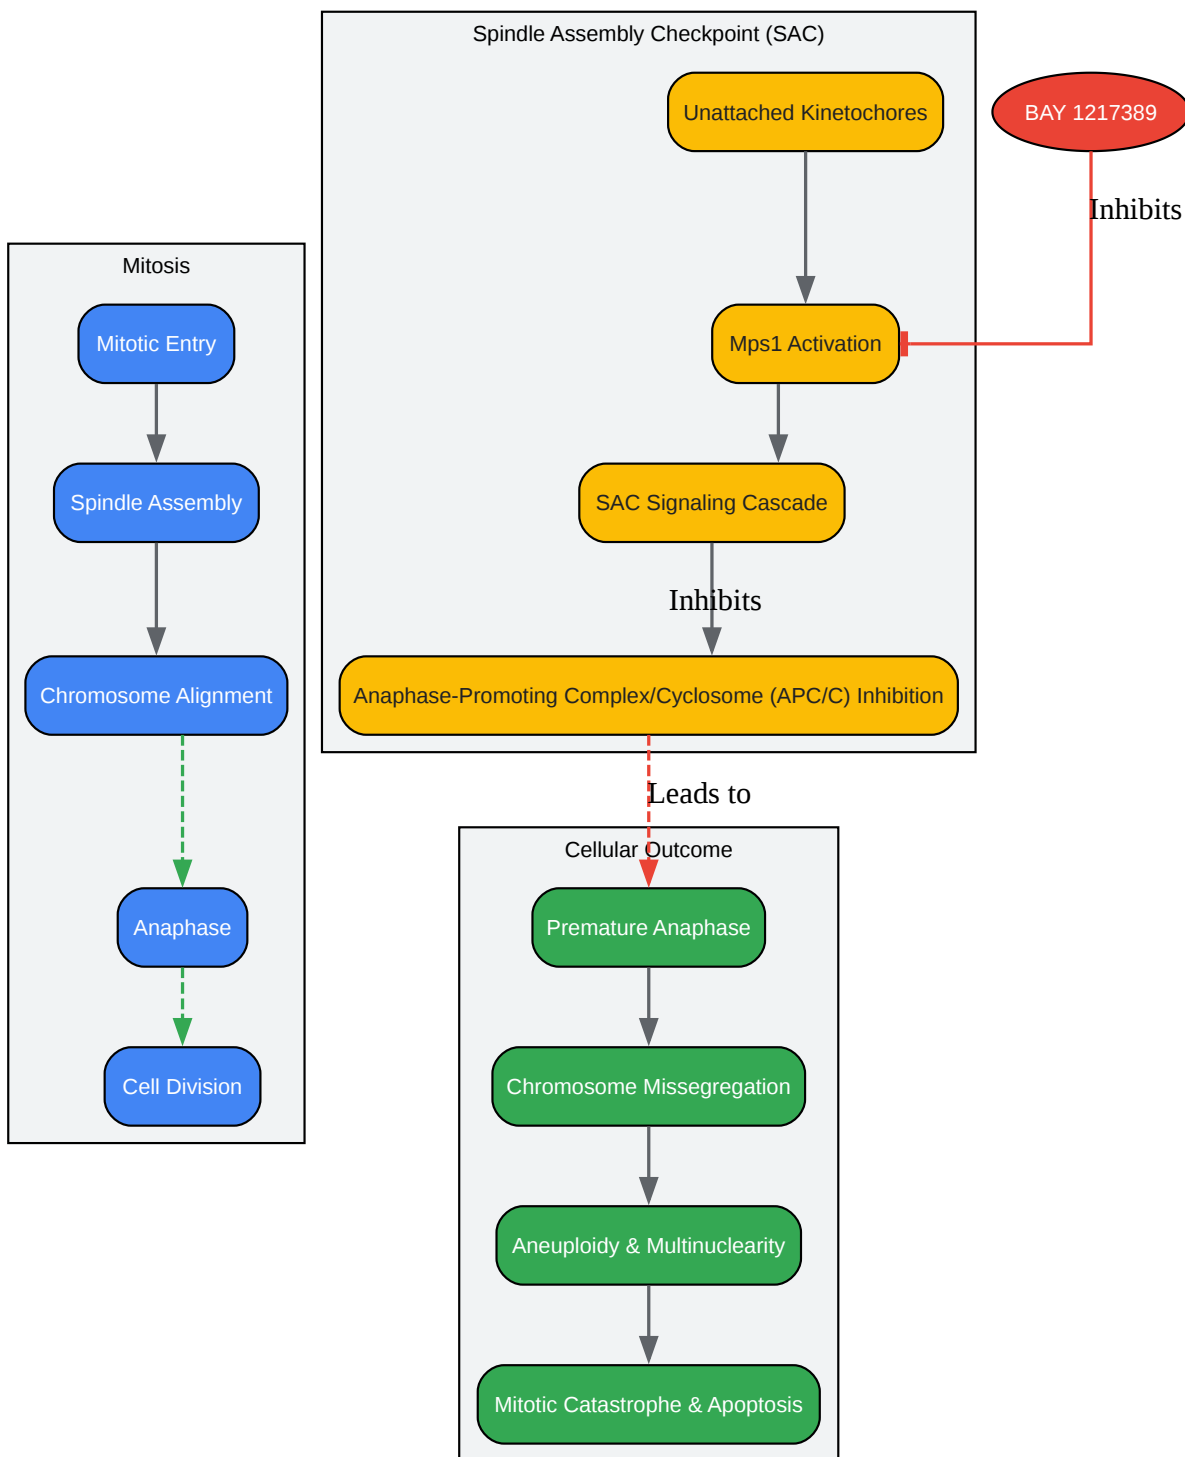 Spindle Assembly Checkpoint (SAC)
Unattached Kinetochores
BAY 1217389
Inhibits
Mps1 Activation
SAC Signaling Cascade
Inhibits
Anaphase-Promoting Complex/Cyclosome (APC/C) Inhibition
Leads to
Mitosis
Mitotic Entry
Spindle Assembly
Chromosome Alignment
Anaphase
Cell Division
Cellular Outcome
Premature Anaphase
Chromosome Missegregation
Aneuploidy & Multinuclearity
Mitotic Catastrophe & Apoptosis